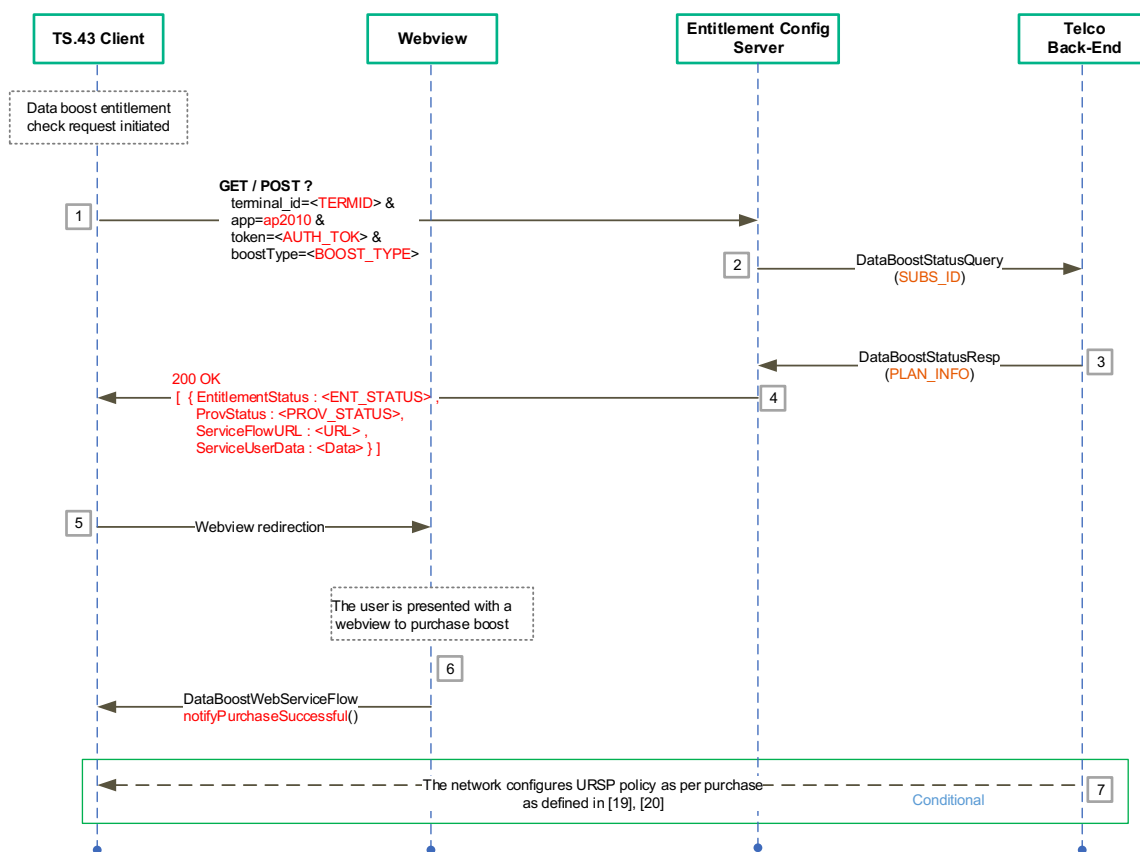 TS.43 Client
Webview
Entitlement Config
Server
Telco
Back-End
Data boost entitlement
check request initiated
GET / POST ?
terminal_id=<TERMID> &
app=ap2010 &
token=<AUTH_TOK> &
boostType=<BOOST_TYPE>
1
2
DataBoostStatusQuery
(SUBS_ID)
DataBoostStatusResp
(PLAN_INFO)
3
200 OK
[ { EntitlementStatus : <ENT_STATUS> ,
ProvStatus : <PROV_STATUS>,
ServiceFlowURL : <URL> ,
ServiceUserData : <Data> } ]
4
5
Webview redirection
The user is presented with a
webview to purchase boost
6
DataBoostWebServiceFlow
notifyPurchaseSuccessful()
The network configures URSP policy as per purchase
as defined in [19], [20]
Conditional
7